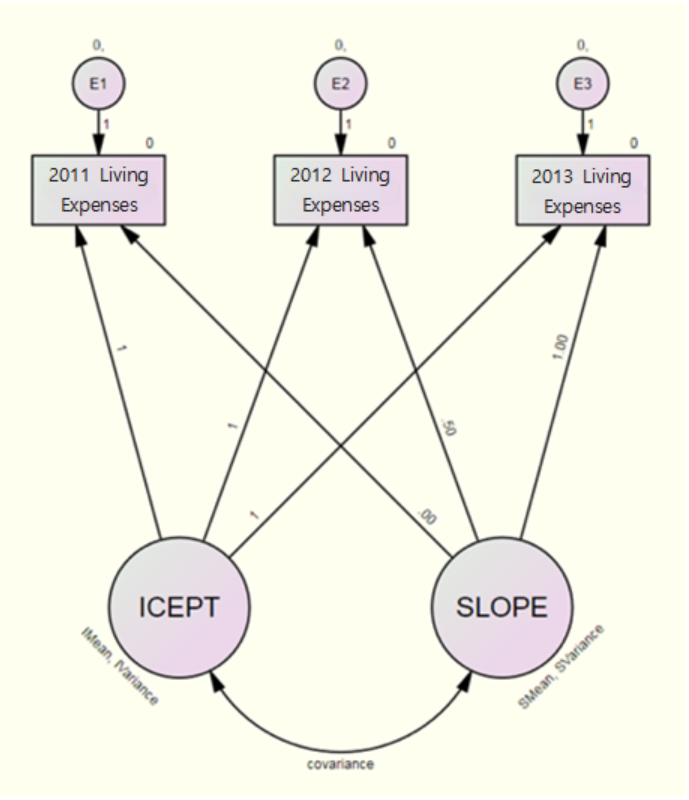 0,
0,
0,
E1
E2
E3
1
1
1
0
0
0
2011 Living
Expenses
2012 Living
Expenses
2013 Living
Expenses
1
1
1
.00
.50
1.00
ICEPT
SLOPE
IMean, IVariance
SMean, SVariance
covariance